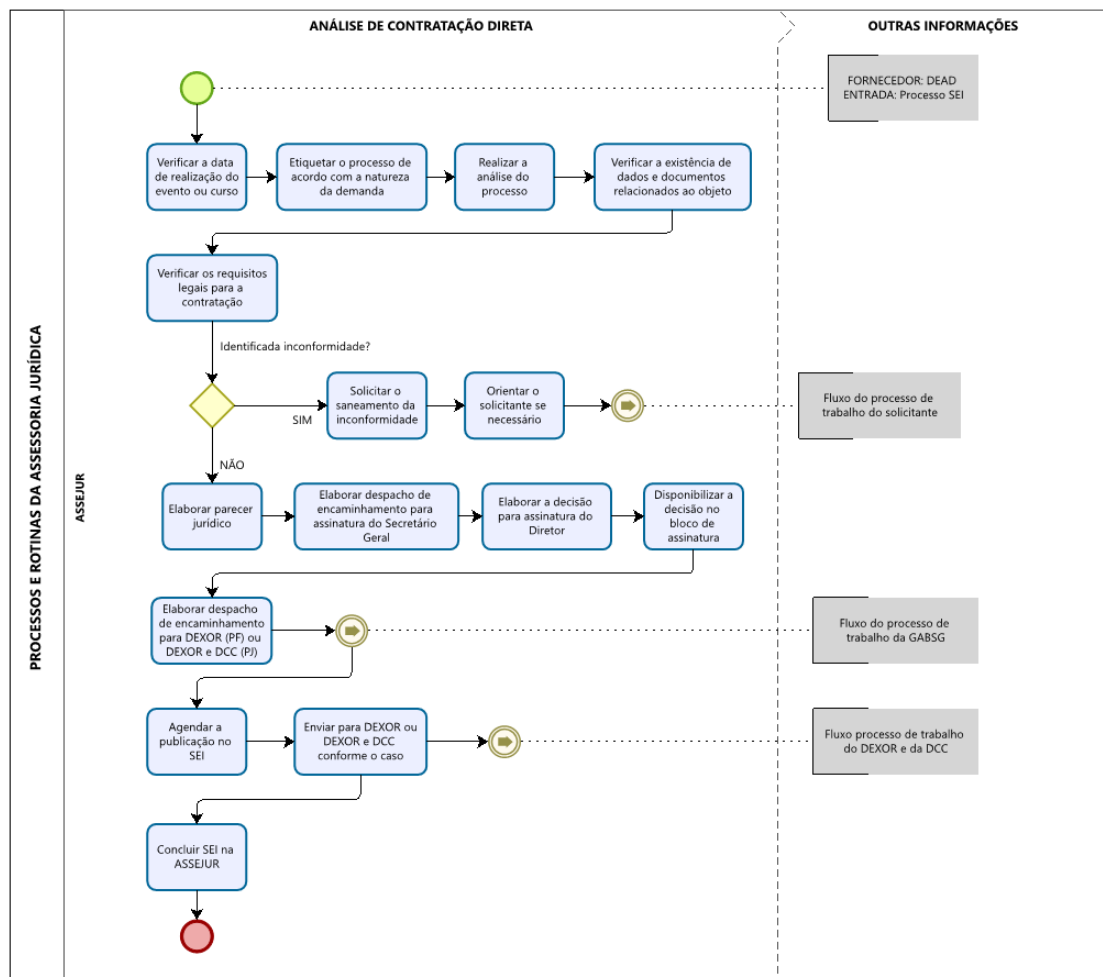 PROCESSOS E ROTINAS DA ASSESSORIA JURÍDICA
ASSEJUR
ANÁLISE DE CONTRATAÇÃO DIRETA
OUTRAS INFORMAÇÕES
FORNECEDOR: DEAD
ENTRADA: Processo SEI
Verificar a data
de realização do
evento ou curso
Etiquetar o processo de
acordo com a natureza
da demanda
Realizar a
análise do
processo
Verificar a existência de
dados e documentos
relacionados ao objeto
Verificar os requisitos
legais para a
contratação
Identificada inconformidade?
SIM
Solicitar o
saneamento da
inconformidade
Orientar o
solicitante se
necessário
Fluxo do processo de
trabalho do solicitante
NÃO
Elaborar parecer
jurídico
Elaborar despacho de
encaminhamento para
assinatura do Secretário
Geral
Elaborar a decisão
para assinatura do
Diretor
Disponibilizar a
decisão no
bloco de
assinatura
Elaborar despacho
de encaminhamento
para DEXOR (PF) ou
DEXOR e DCC (PJ)
Fluxo do processo de
trabalho da GABSG
Agendar a
publicação no
SEI
Enviar para DEXOR ou
DEXOR e DCC
conforme o caso
Fluxo processo de trabalho
do DEXOR e da DCC
Concluir SEI na
ASSEJUR